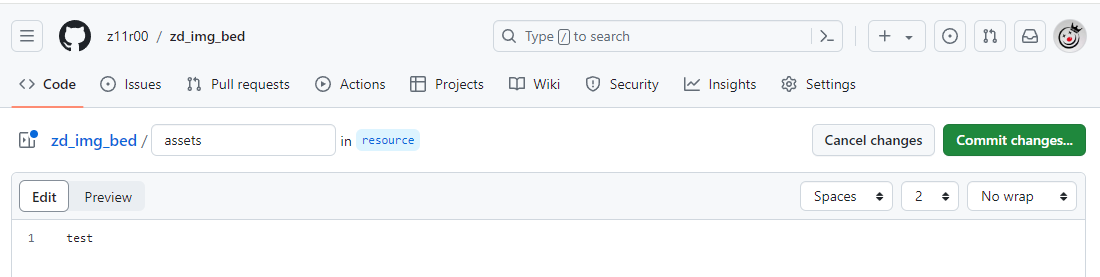 z11r00 / zd_img_bed Type / to search
Code Issues Pull requests Actions Projects Wiki Security Insights Settings
zd_img_bed / assets in resource Cancel changes Commit changes...
Edit Preview Spaces 2 No wrap
1 test